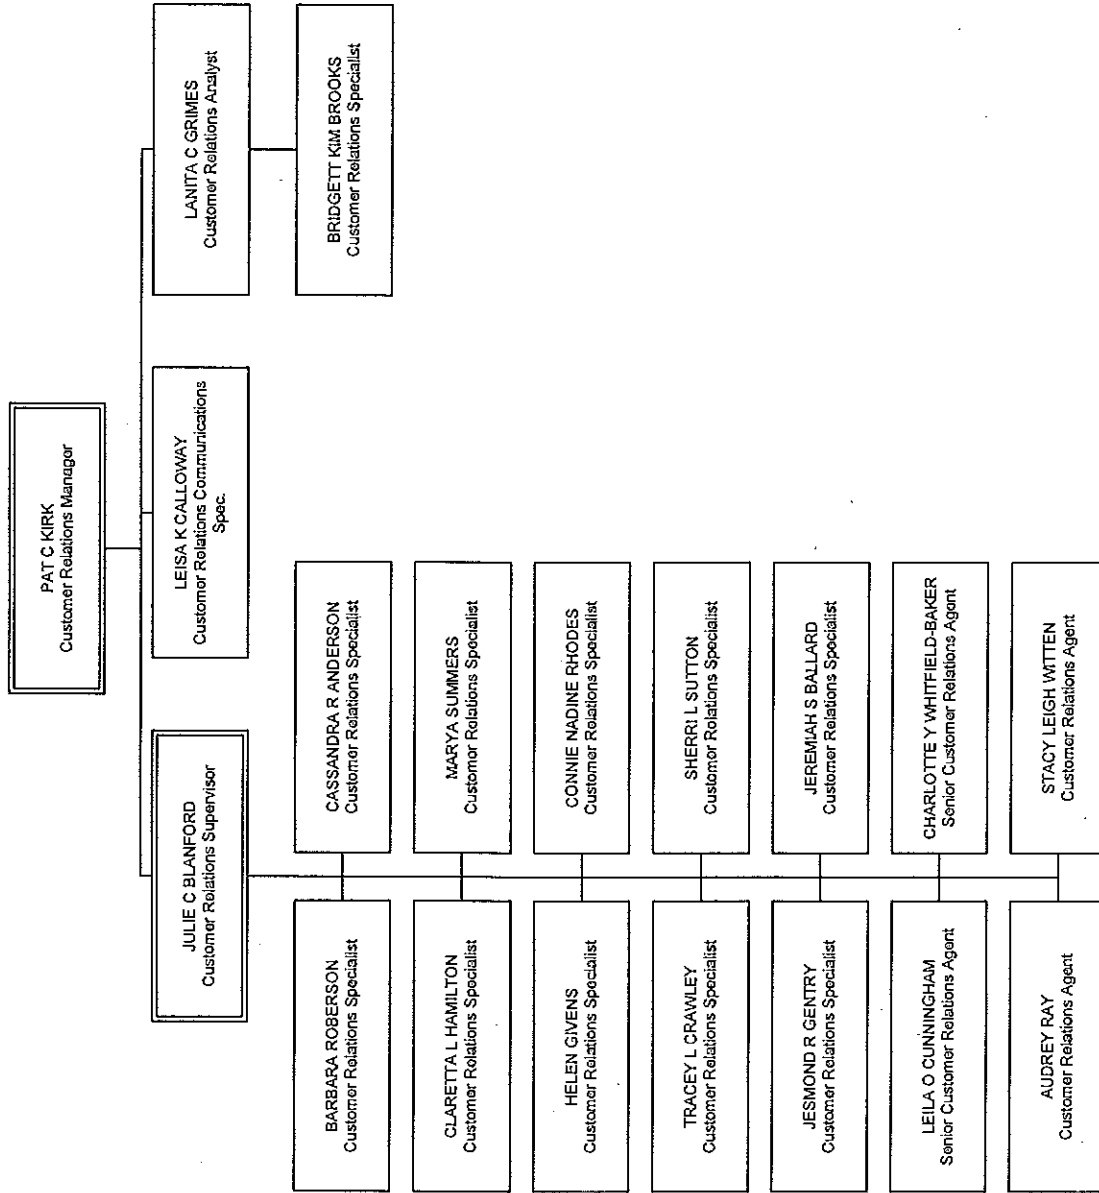 PAT C KIRK
Customer Relations Manager
JULIE C BLANFORD
Customer Relations Supervisor
LEISA K CALLOWAY
Customer Relations Communications
Spec.
LANITA C GRIMES
Customer Relations Analyst
BARBARA ROBERSON
Customer Relations Specialist
CASSANDRA R ANDERSON
Customer Relations Specialist
BRIDGETT KIM BROOKS
Customer Relations Specialist
CLARETTA L HAMILTON
Customer Relations Specialist
MARYA SUMMERS
Customer Relations Specialist
HELEN GIVENS
Customer Relations Specialist
CONNIE NADINE RHODES
Customer Relations Specialist
TRACEY L CRAWLEY
Customer Relations Specialist
SHERRI L SUTTON
Customer Relations Specialist
JESMOND R GENTRY
Customer Relations Specialist
JEREMIAH S BALLARD
Customer Relations Specialist
LEILA O CUNNINGHAM
Senior Customer Relations Agent
CHARLOTTE Y WHITFIELD-BAKER
Senior Customer Relations Agent
AUDREY RAY
Customer Relations Agent
STACY LEIGH WITTEN
Customer Relations Agent